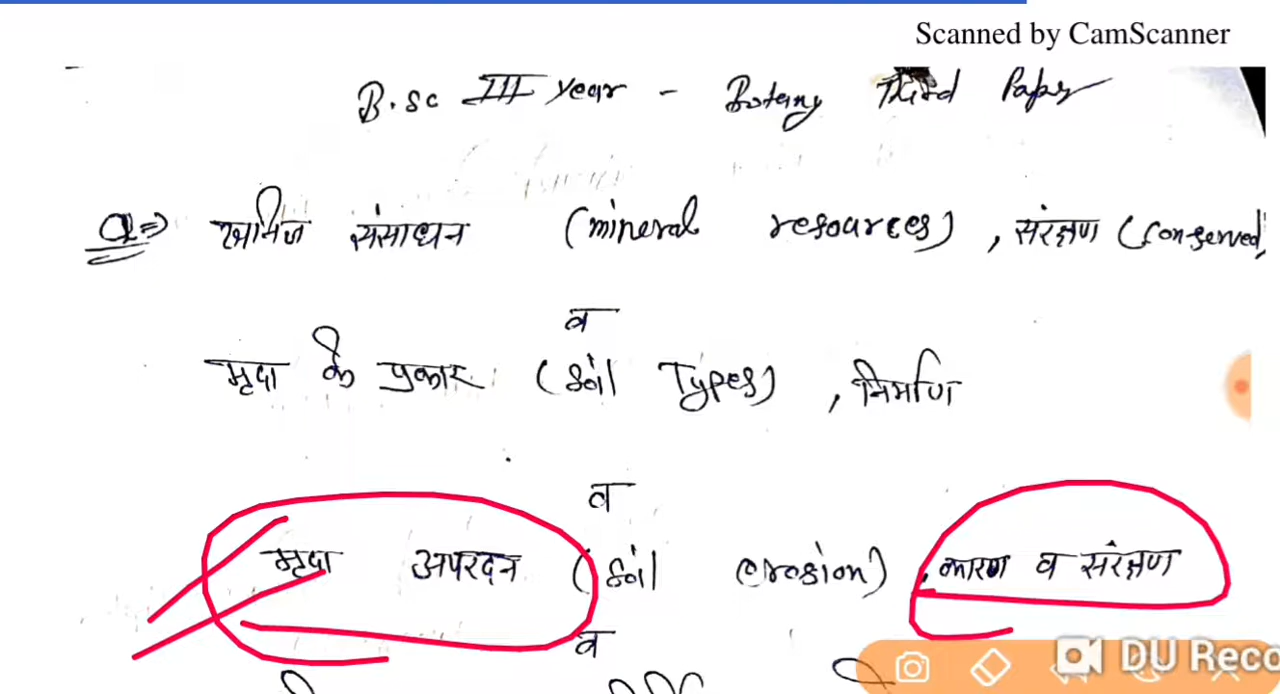 Scanned by CamScanner
B.sc III year - Botany Third Paper
Q⇒ खनिज संसाधन (mineral resources), संरक्षण (conserved)
व
मृदा के प्रकार (soil Types), निर्माण
व
मृदा अपरदन (soil erosion), कारण व संरक्षण
व
DU Reco